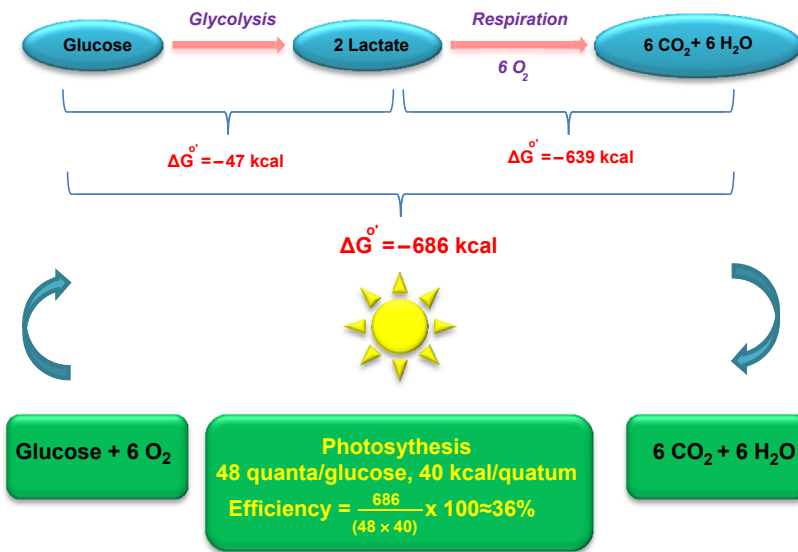 Glycolysis
Respiration
Glucose
2 Lactate
6 CO₂ + 6 H₂O
6 O₂
ΔG°' = −47 kcal
ΔG°' = −639 kcal
ΔG°' = −686 kcal
Glucose + 6 O₂
Photosythesis
48 quanta/glucose, 40 kcal/quatum
Efficiency = 686/(48 × 40) x 100≈36%
6 CO₂ + 6 H₂O